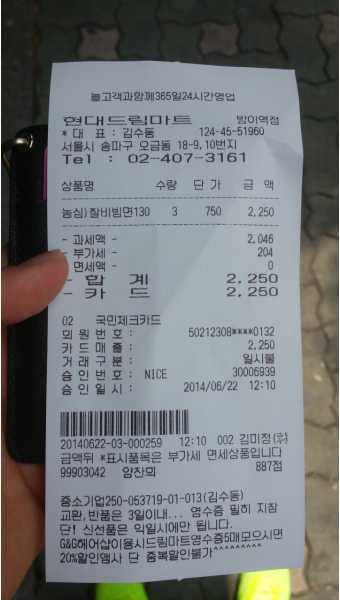 늘고객과함께365일24시간영업
현대드림마트 방이역점
* 대 표 : 김수동 124-45-51960
서울시 송파구 오금동 18-9,10번지
Tel : 02-407-3161
상품명 수량 단가 금액
농심)찰비빔면130 3 750 2,250
- 과세액 - 2,046
- 부가세 - 204
- 면세액 - 0
- 합 계 2,250
- 카 드 2,250
02 국민체크카드
회원번호: 50212308****0132
카드매출: 2,250
거래구분: 일시불
승인번호: NICE 30006939
승인일시: 2014/06/22 12:10
20140622-03-000259 12:10 002 김미정
금액뒤 *표시품목은 부가세 면세상품입니다
99903042 암찬희 887점
중소기업250-053719-01-013(김수동)
교환,반품은 3일이내... 영수증 필히 지참
단! 신선품은 익일시에만 됩니다.
G&G헤어샵이용시드림마트영수증5매모으시면
20%할인행사 단 중복할인불가^^^^^^^^^